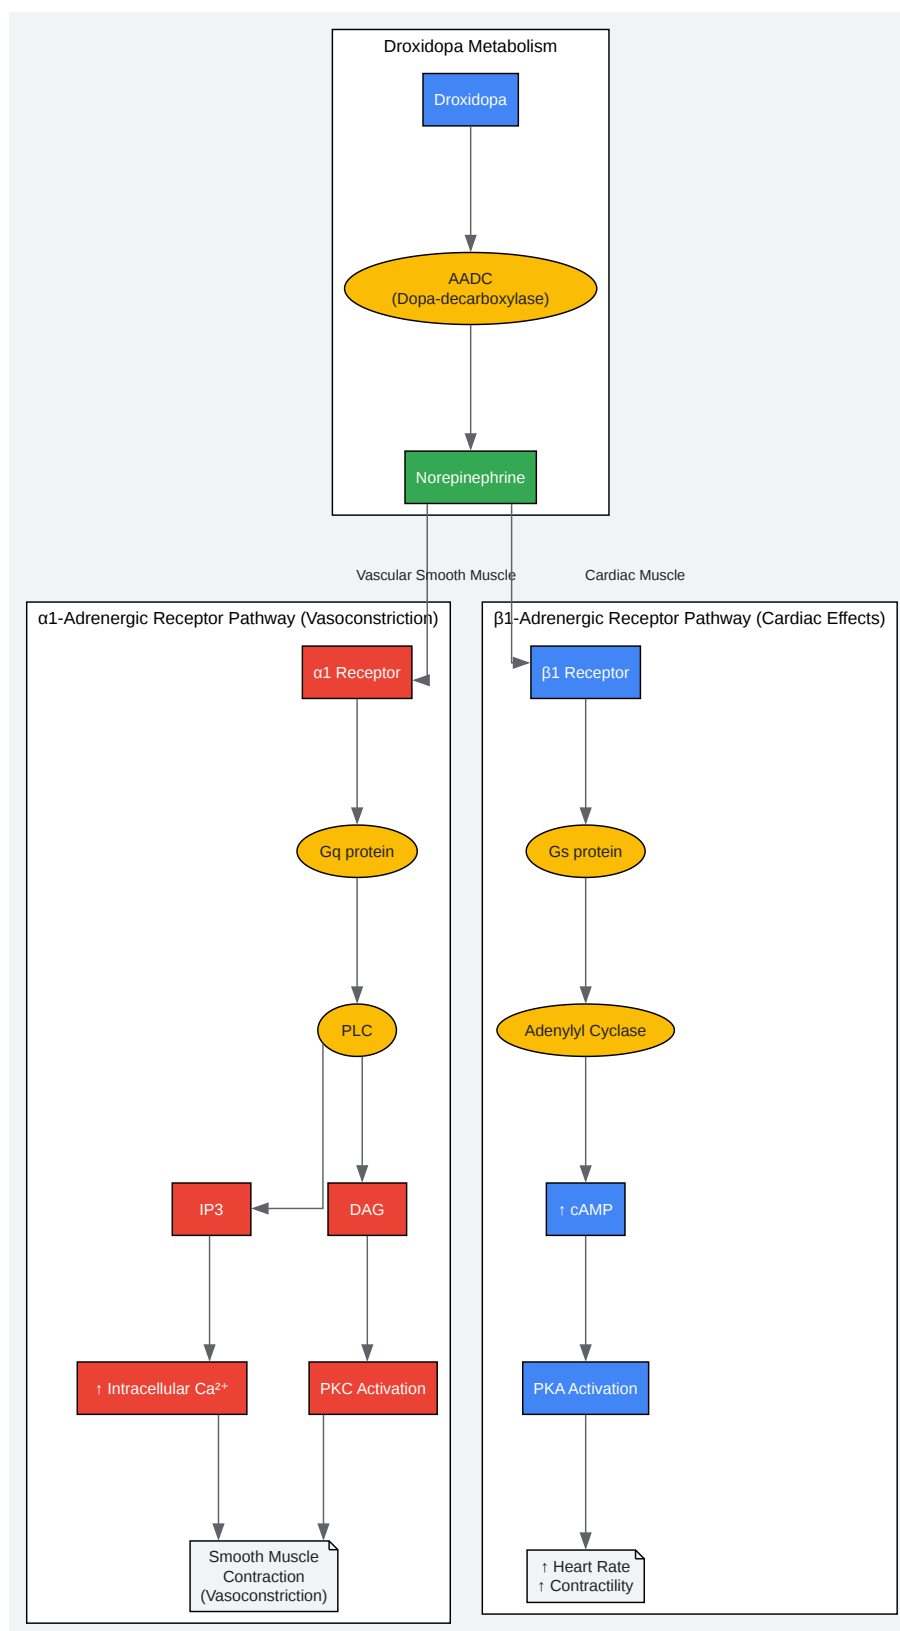 Droxidopa Metabolism
Droxidopa
AADC
(Dopa-decarboxylase)
Norepinephrine
Vascular Smooth Muscle
Cardiac Muscle
α1-Adrenergic Receptor Pathway (Vasoconstriction)
α1 Receptor
Gq protein
PLC
IP3
DAG
↑ Intracellular Ca²⁺
PKC Activation
Smooth Muscle
Contraction
(Vasoconstriction)
β1-Adrenergic Receptor Pathway (Cardiac Effects)
β1 Receptor
Gs protein
Adenylyl Cyclase
↑ cAMP
PKA Activation
↑ Heart Rate
↑ Contractility